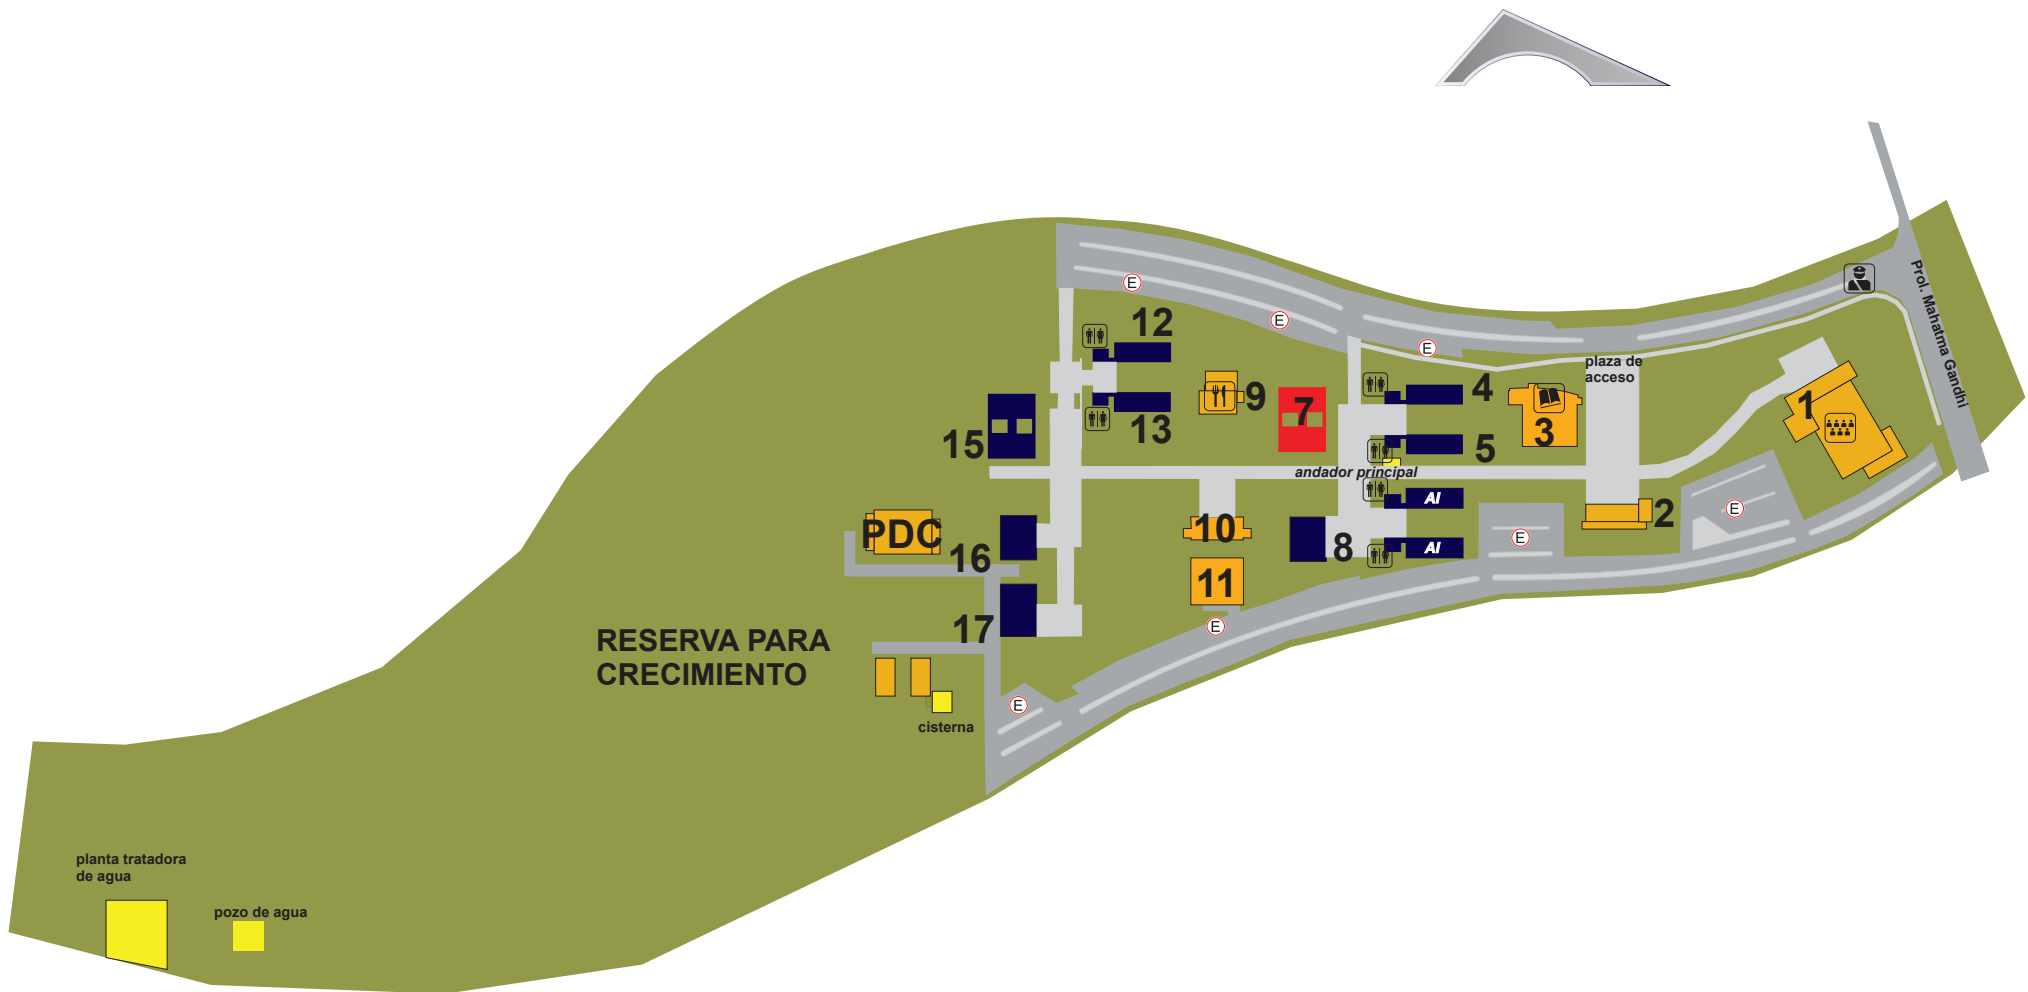 Prol. Mahatma Gandhi
E
E
E
12
plaza de
acceso
4
9
7
3
1
13
15
5
andador principal
AI
E
2
PDC
10
8
E
16
AI
11
17
E
RESERVA PARA
CRECIMIENTO
E
cisterna
planta tratadora
de agua
pozo de agua